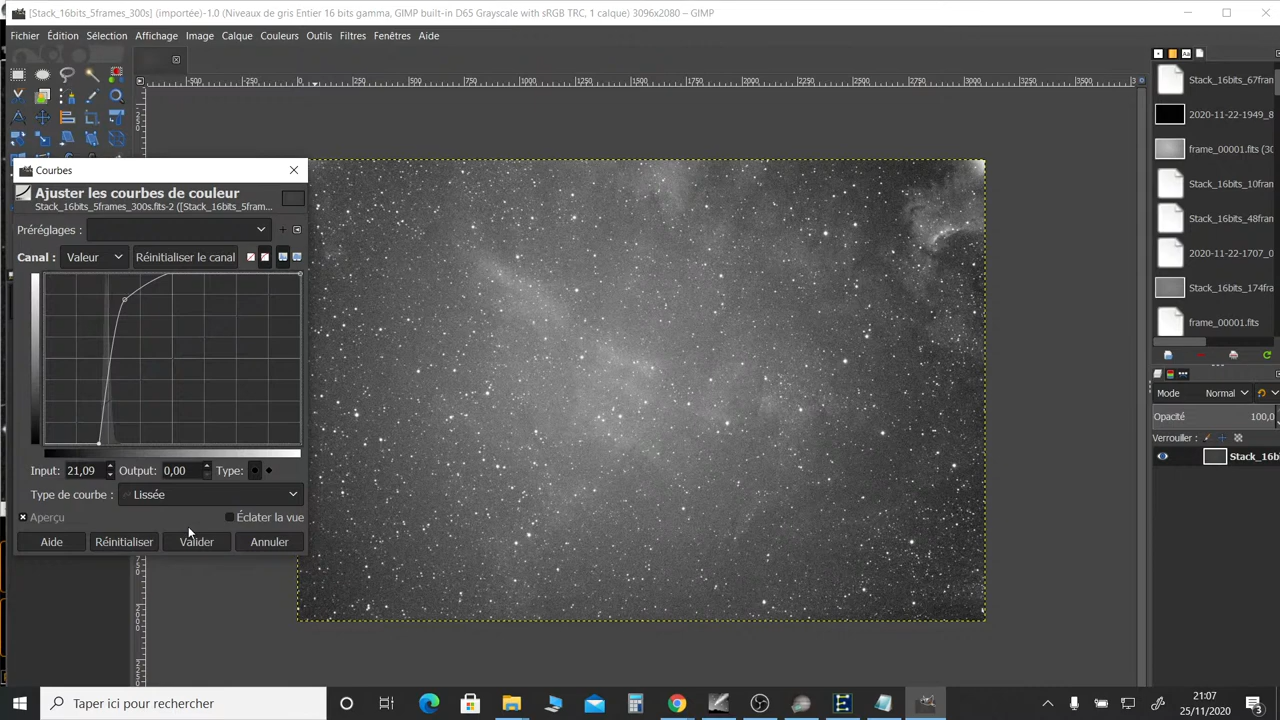 [Stack_16bits_5frames_300s] (importée)-1.0 (Niveaux de gris Entier 16 bits gamma, GIMP built-in D65 Grayscale with sRGB TRC, 1 calque) 3096x2080 – GIMP
Fichier Édition Sélection Affichage Image Calque Couleurs Outils Filtres Fenêtres Aide
Courbes
Ajuster les courbes de couleur
Stack_16bits_5frames_300s.fits-2 ([Stack_16bits_5fram...
Préréglages :
Canal : Valeur Réinitialiser le canal
Input: 21,09 Output: 0,00 Type:
Type de courbe : Lissée
Aperçu Éclater la vue
Aide Réinitialiser Valider Annuler
Stack_16bits_67fram
2020-11-22-1949_8
frame_00001.fits (30
Stack_16bits_10fram
Stack_16bits_48fram
2020-11-22-1707_0
Stack_16bits_174fra
frame_00001.fits
Mode Normal
Opacité 100,0
Verrouiller :
Stack_16bi
Taper ici pour rechercher
21:07
25/11/2020
3